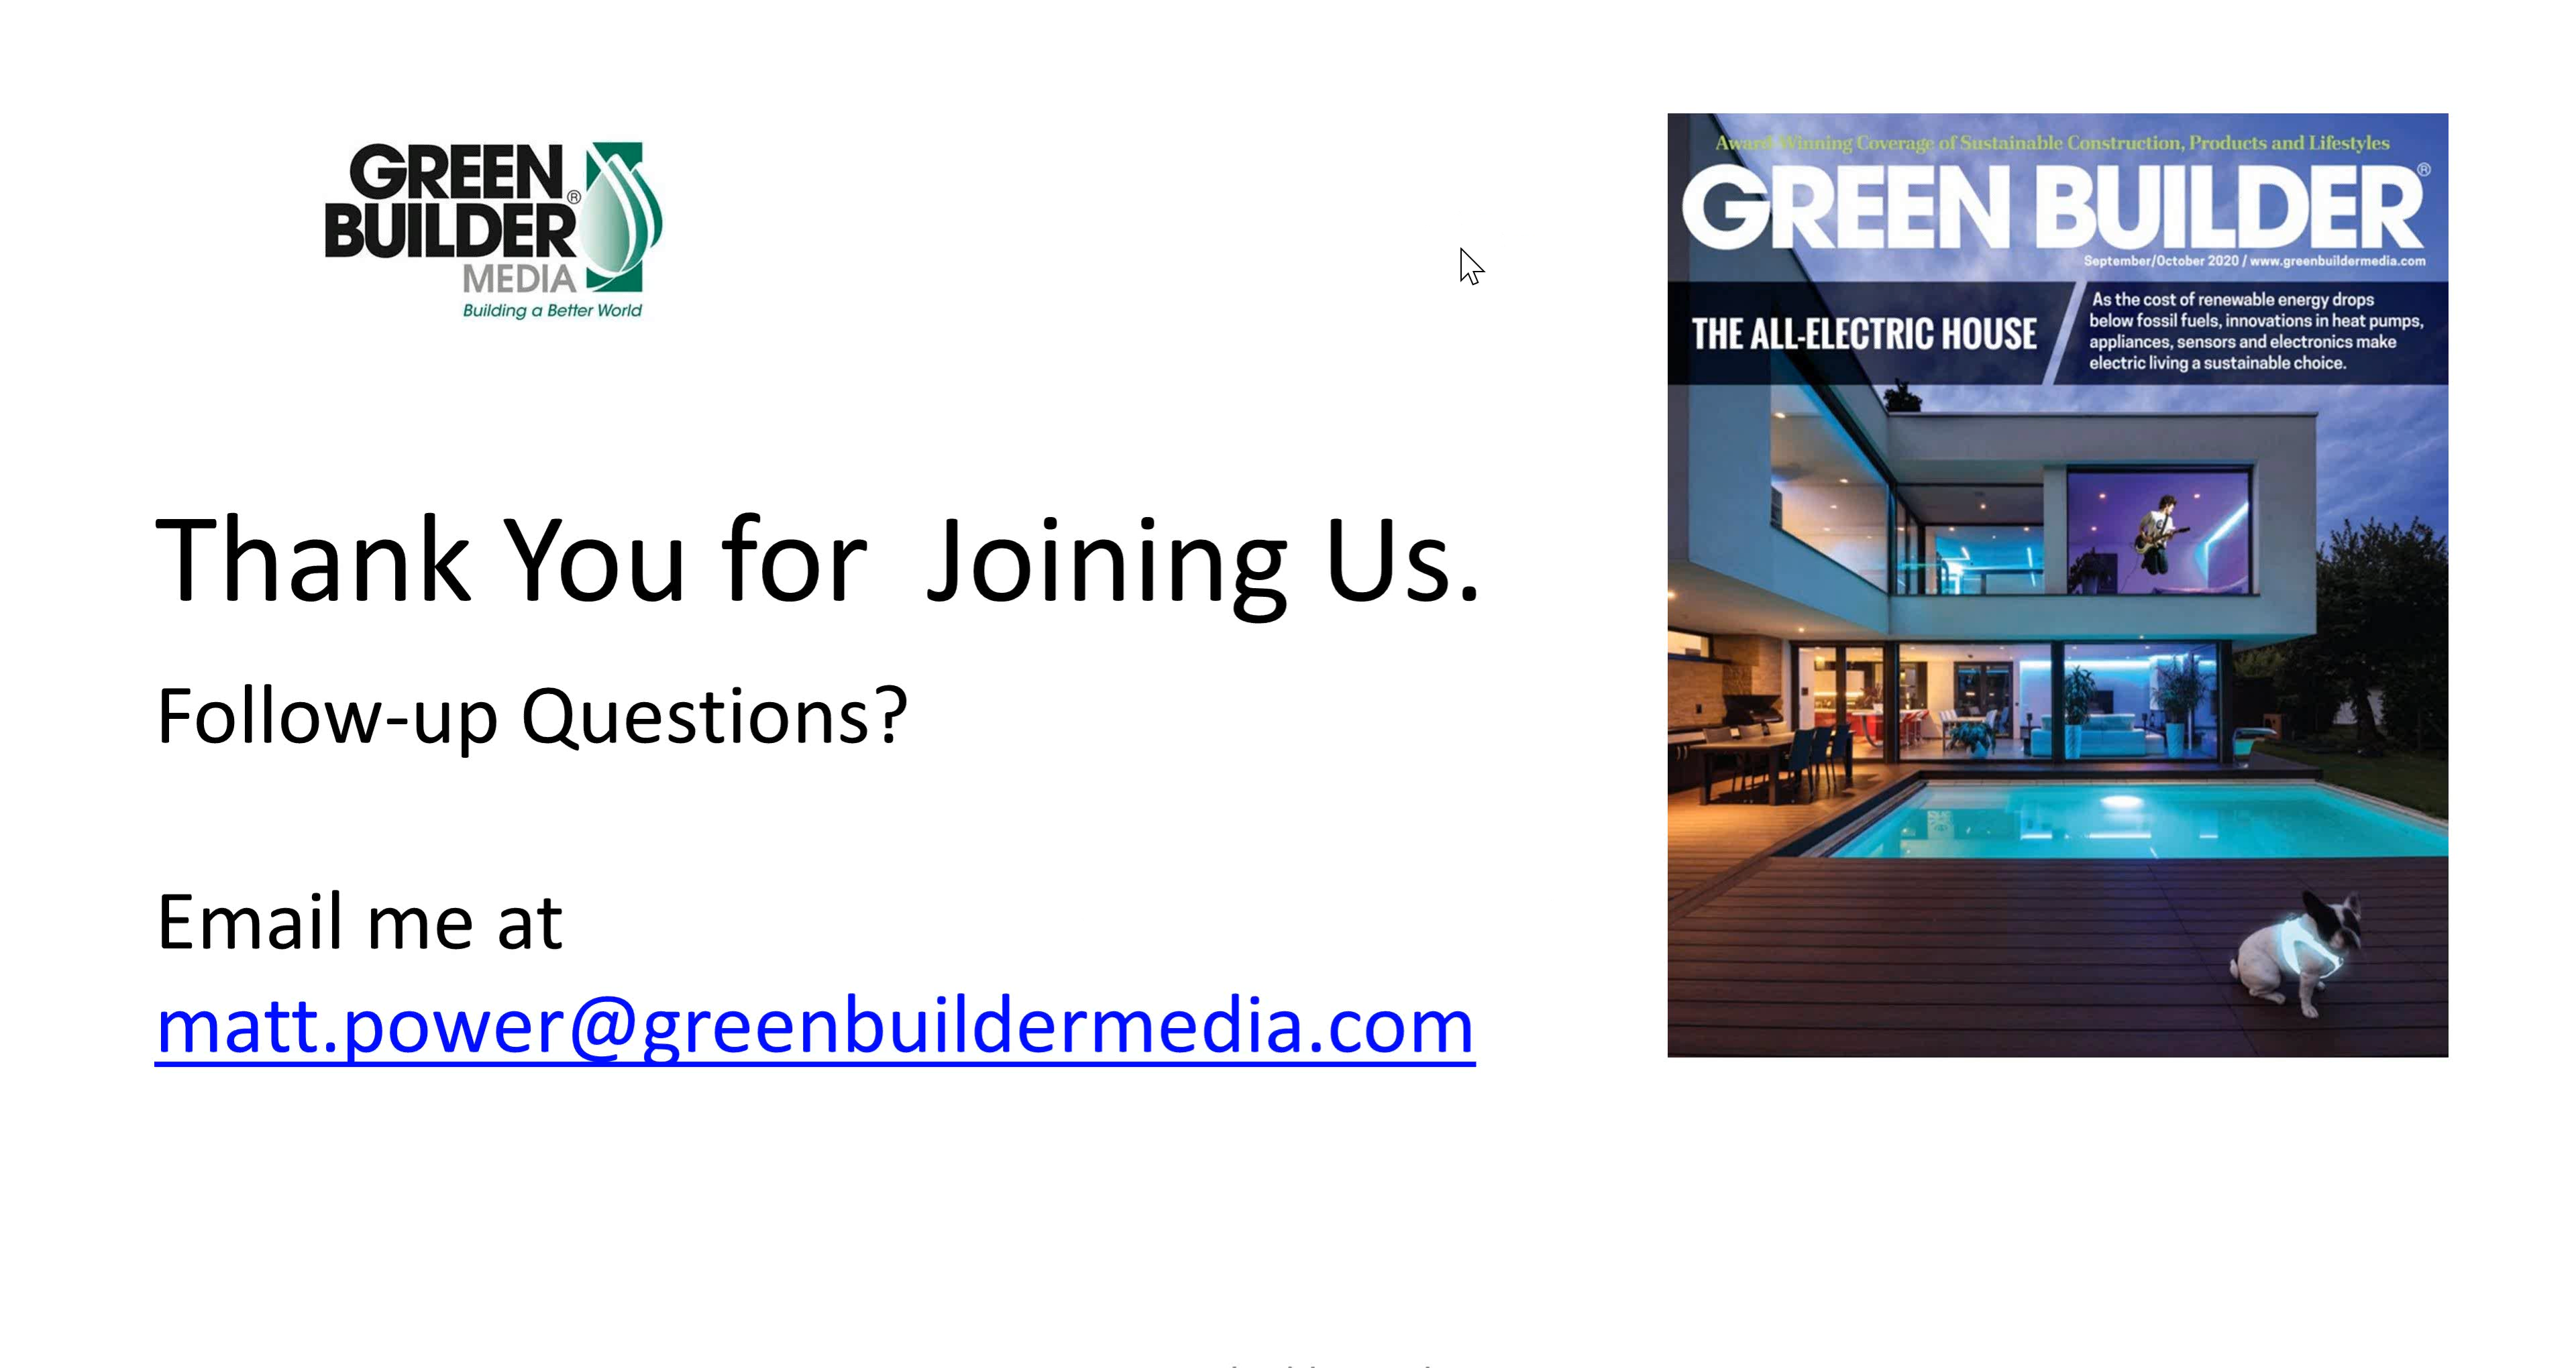 GREEN
BUILDER®
MEDIA
Building a Better World
Thank You for  Joining Us.
Follow-up Questions?
Email me at
matt.power@greenbuildermedia.com
Award-Winning Coverage of Sustainable Construction, Products and Lifestyles
GREEN BUILDER®
September/October 2020 / www.greenbuildermedia.com
THE ALL-ELECTRIC HOUSE
As the cost of renewable energy drops
below fossil fuels, innovations in heat pumps,
appliances, sensors and electronics make
electric living a sustainable choice.